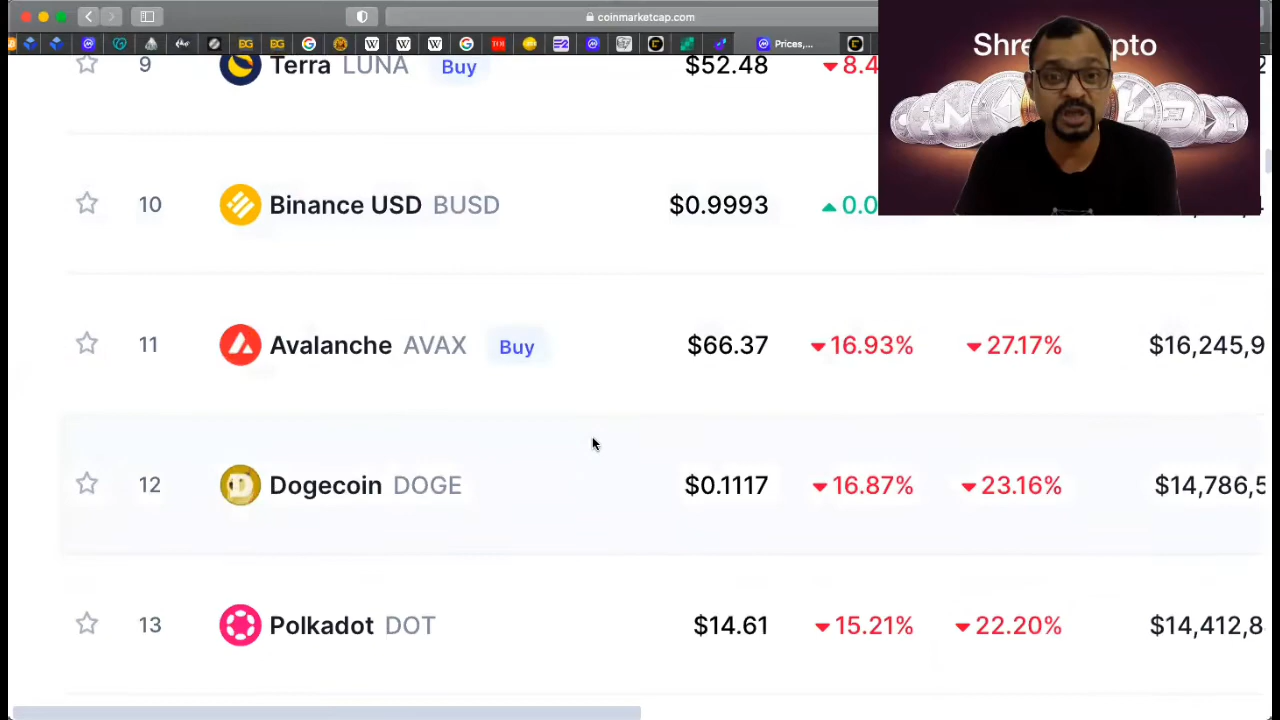 coinmarketcap.com
Prices,...
9 Terra LUNA Buy $52.48 8.4
10 Binance USD BUSD $0.9993 0.0
11 Avalanche AVAX Buy $66.37 16.93% 27.17% $16,245,9
12 Dogecoin DOGE $0.1117 16.87% 23.16% $14,786,5
13 Polkadot DOT $14.61 15.21% 22.20% $14,412,8